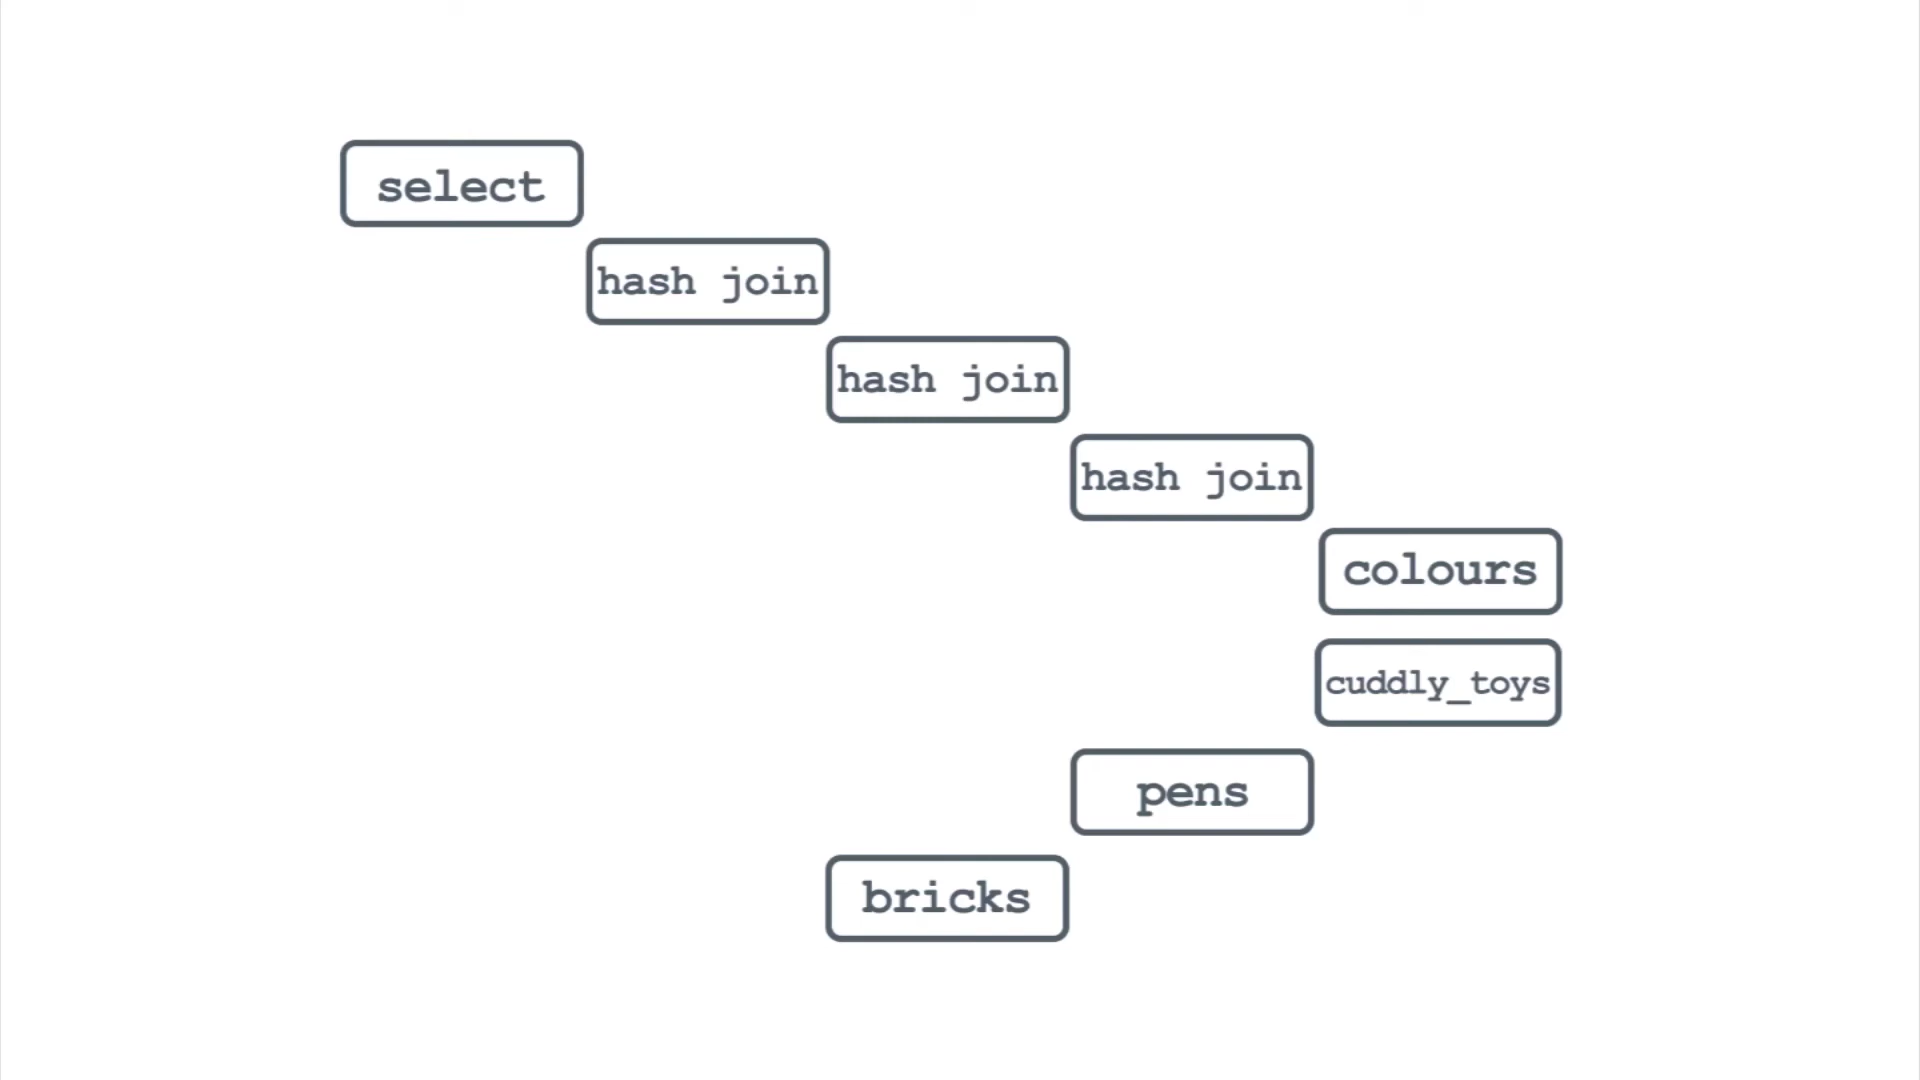 select
hash join
hash join
hash join
colours
cuddly_toys
pens
bricks